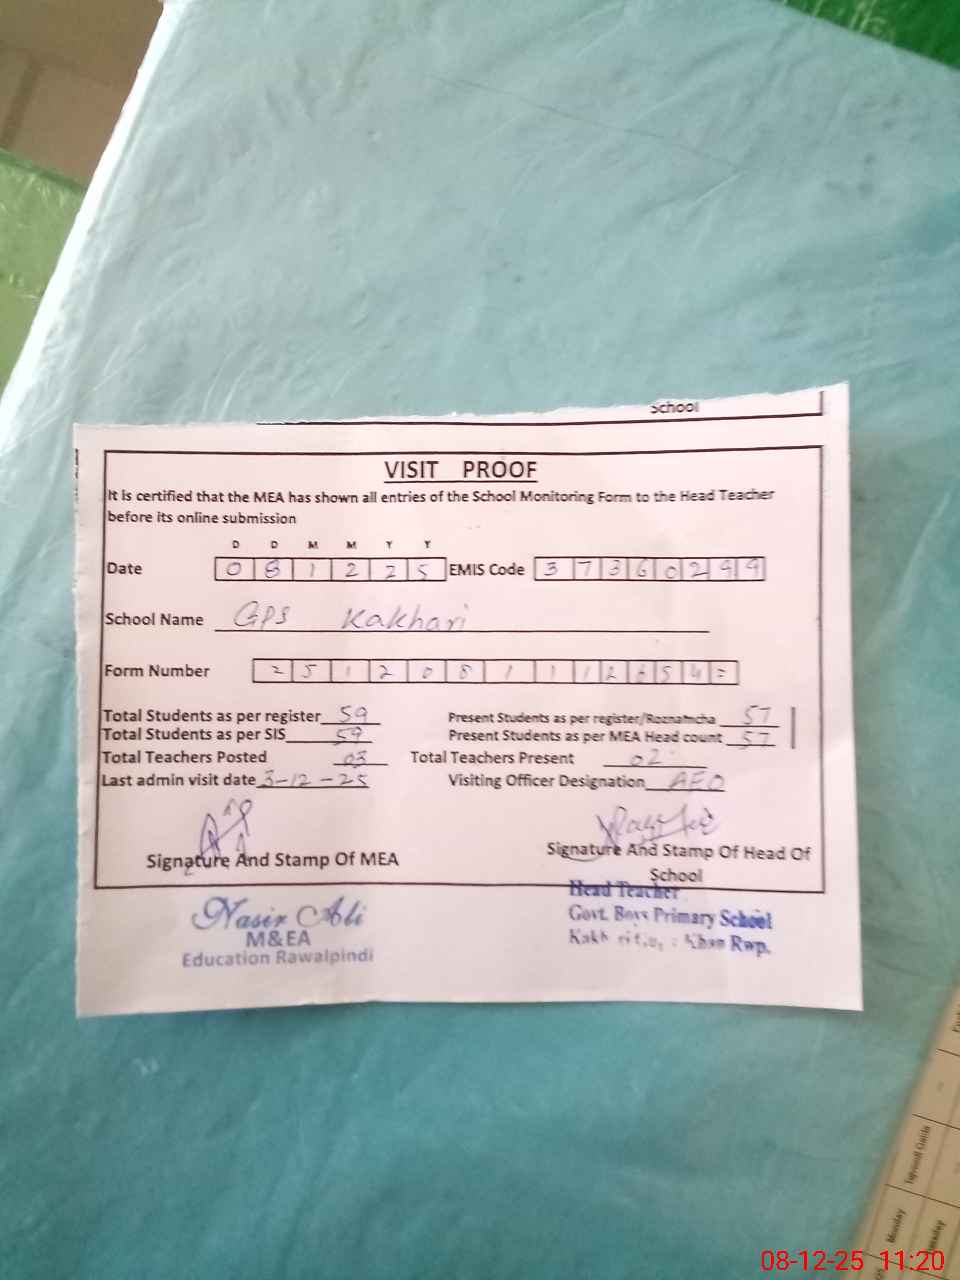 School
VISIT PROOF
It is certified that the MEA has shown all entries of the School Monitoring Form to the Head Teacher
before its online submission
D D M M Y Y
Date 0 8 1 2 2 5 EMIS Code 3 7 3 6 0 2 9 9
School Name GPS Kakhari
Form Number 2 5 1 2 0 8 1 1 1 2 6 5 4
Total Students as per register 59 Present Students as per register/Roznamcha 57
Total Students as per SIS 59 Present Students as per MEA Head count 57
Total Teachers Posted 03 Total Teachers Present 02
Last admin visit date 3-12-25 Visiting Officer Designation AEO
Signature And Stamp Of MEA Signature And Stamp Of Head Of
School
Nasir Ali
M&EA
Education Rawalpindi
Head Teacher
Govt. Boys Primary School
Khan Rwp.
Monday
08-12-25 11:20